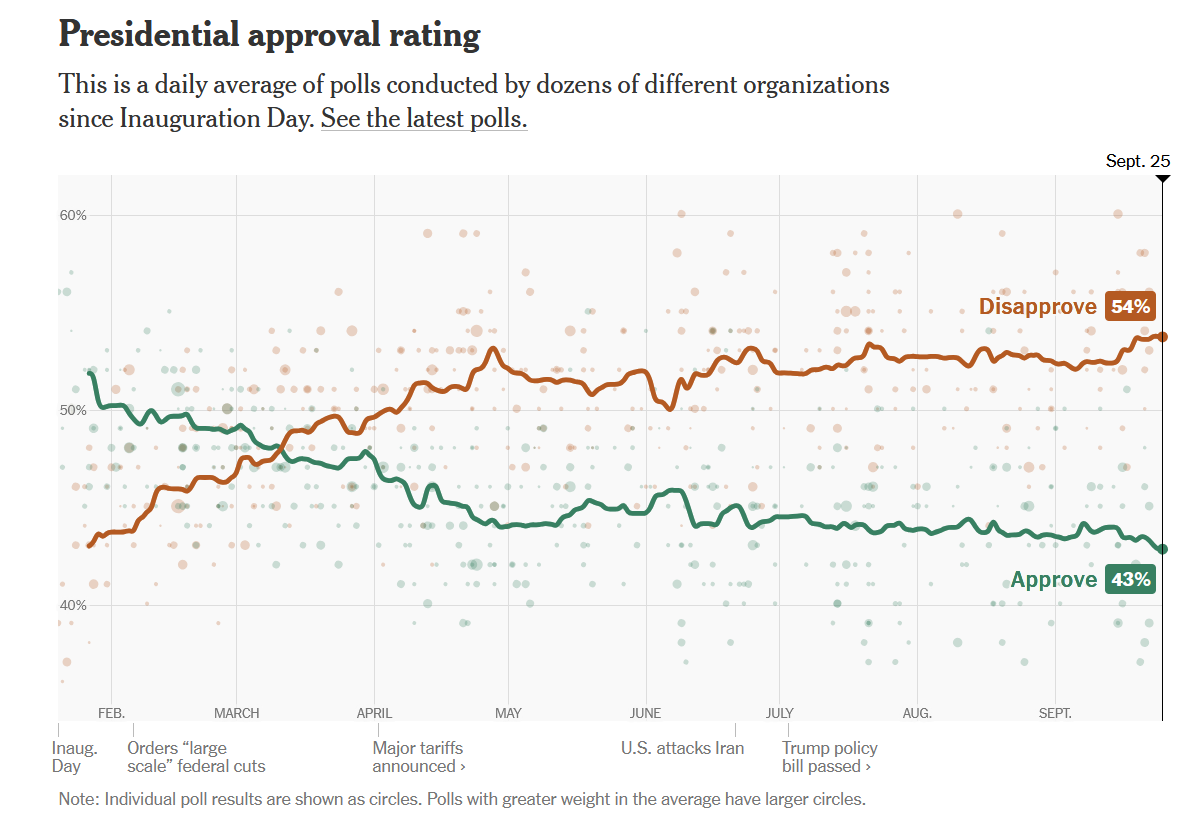 Presidential approval rating
This is a daily average of polls conducted by dozens of different organizations
since Inauguration Day. See the latest polls.
Sept. 25
60%
Disapprove 54%
50%
Approve 43%
40%
FEB. MARCH APRIL MAY JUNE JULY AUG. SEPT.
Inaug. Orders “large Major tariffs U.S. attacks Iran Trump policy
Day scale” federal cuts announced › bill passed ›
Note: Individual poll results are shown as circles. Polls with greater weight in the average have larger circles.